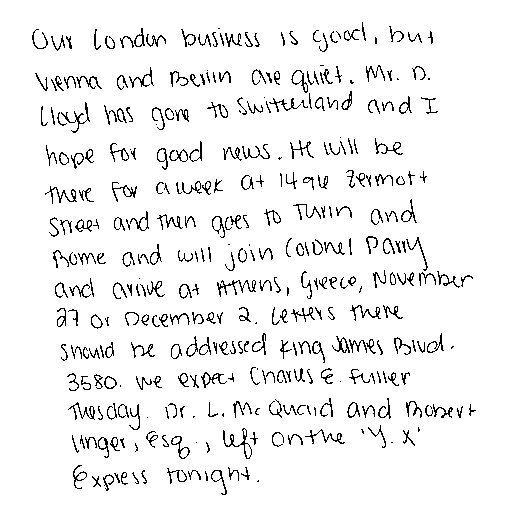 Our London business is good, but
Vienna and Berlin are quiet. Mr. D.
Lloyd has gone to Switzerland and I
hope for good news. He will be
there for a week at 1496 Zermott
Street and then goes to Turin and
Rome and will join Colonel Parry
and arrive at Athens, Greece, November
27 or December 2. Letters there
should be addressed King James Blvd.
3580. We expect Charles E. Fuller
Tuesday. Dr. L. McQuaid and Robert
Unger, Esq., left on the 'Y.X'
Express tonight.